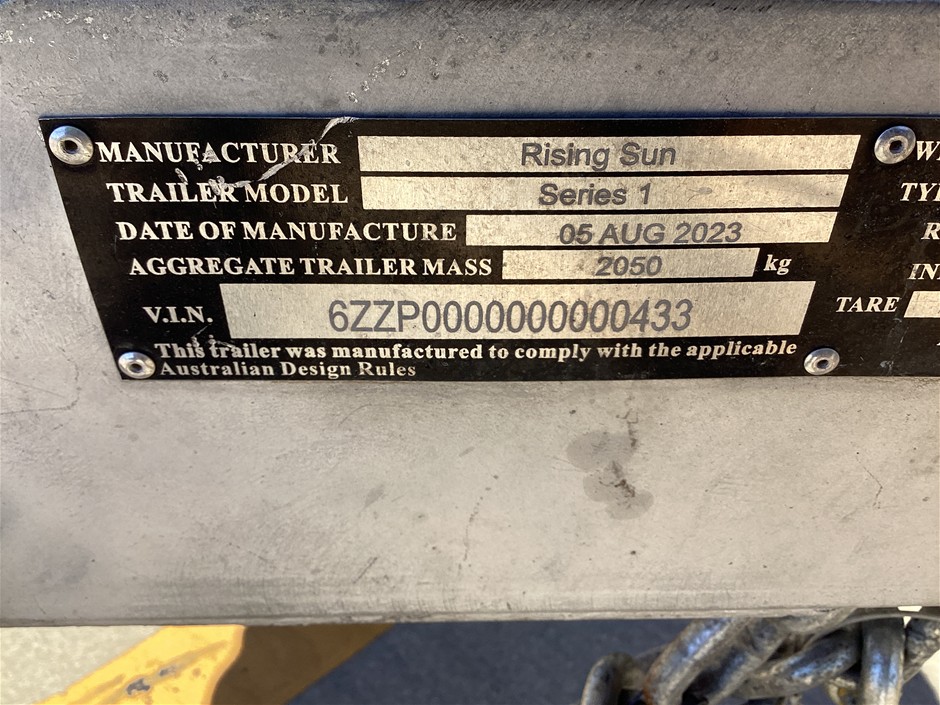 MANUFACTURER Rising Sun
TRAILER MODEL Series 1
DATE OF MANUFACTURE 05 AUG 2023
AGGREGATE TRAILER MASS 2050 kg
V.I.N. 6ZZP0000000000433
This trailer was manufactured to comply with the applicable
Australian Design Rules
TARE